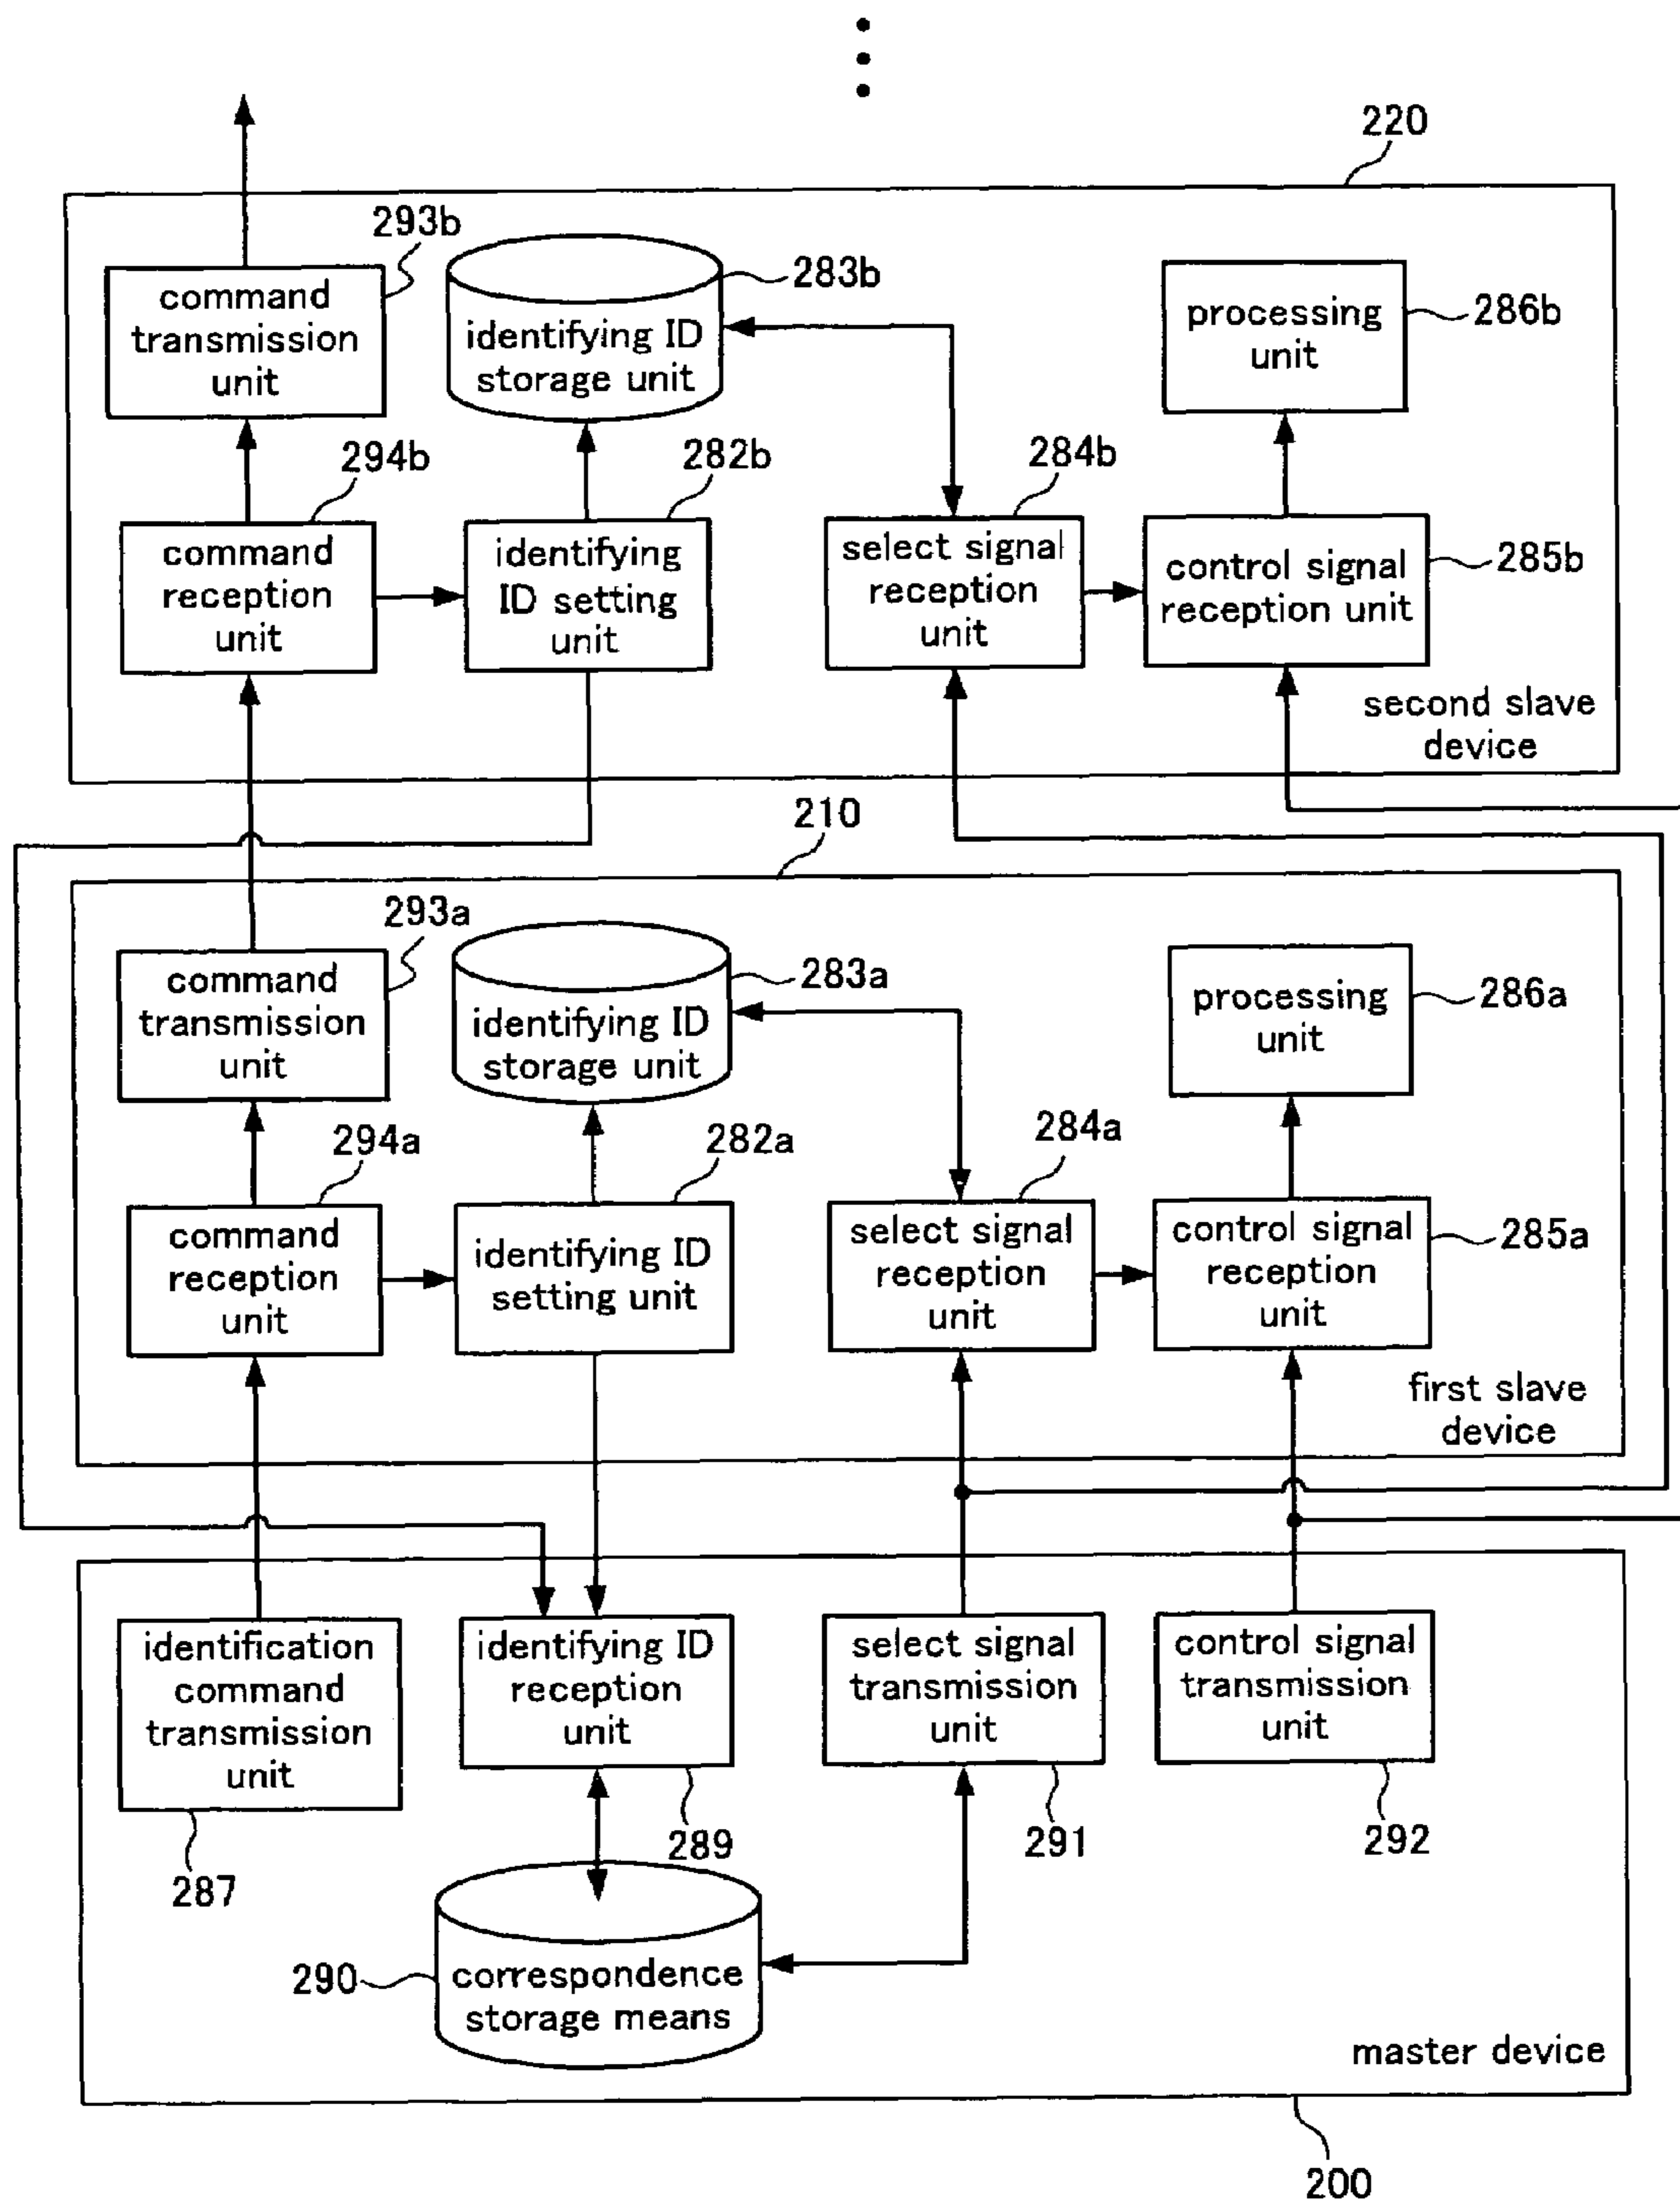 220
293b
command
transmission
unit
283b
identifying ID
storage unit
processing
unit
286b
294b
command
reception
unit
282b
identifying
ID setting
unit
284b
select signal
reception
unit
control signal
reception unit
285b
second slave
device
210
293a
command
transmission
unit
283a
identifying ID
storage unit
processing
unit
286a
294a
command
reception
unit
282a
identifying ID
setting unit
284a
select signal
reception
unit
control signal
reception
unit
285a
first slave
device
identification
command
transmission
unit
287
identifying ID
reception
unit
289
select signal
transmission
unit
291
control signal
transmission
unit
292
290
correspondence
storage means
master device
200